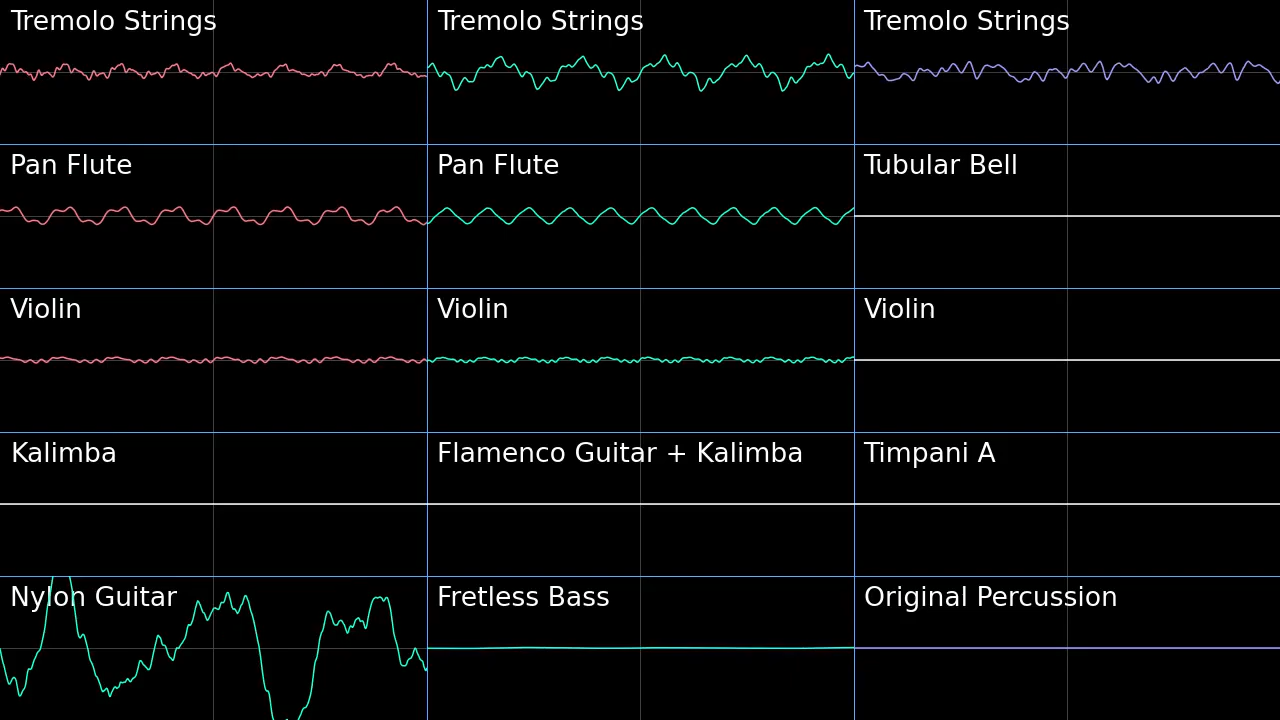 Tremolo Strings
Tremolo Strings
Tremolo Strings
Pan Flute
Pan Flute
Tubular Bell
Violin
Violin
Violin
Kalimba
Flamenco Guitar + Kalimba
Timpani A
Nylon Guitar
Fretless Bass
Original Percussion